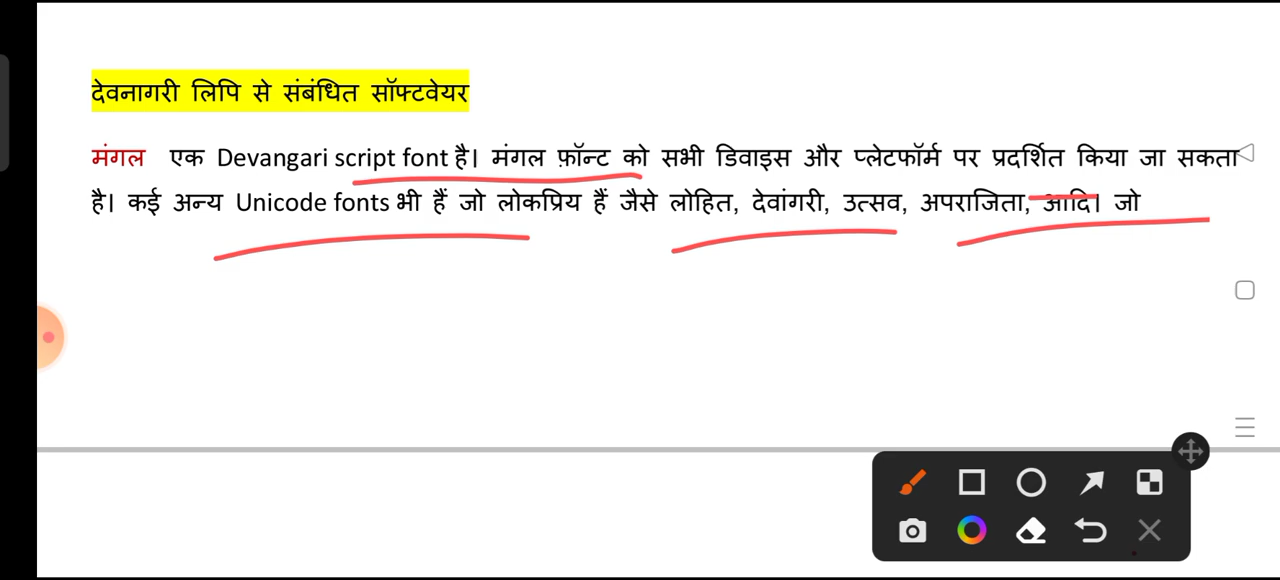 देवनागरी लिपि से संबंधित सॉफ्टवेयर
मंगल एक Devangari script font है। मंगल फ़ॉन्ट को सभी डिवाइस और प्लेटफॉर्म पर प्रदर्शित किया जा सकता
है। कई अन्य Unicode fonts भी हैं जो लोकप्रिय हैं जैसे लोहित, देवांगरी, उत्सव, अपराजिता, आदि। जो